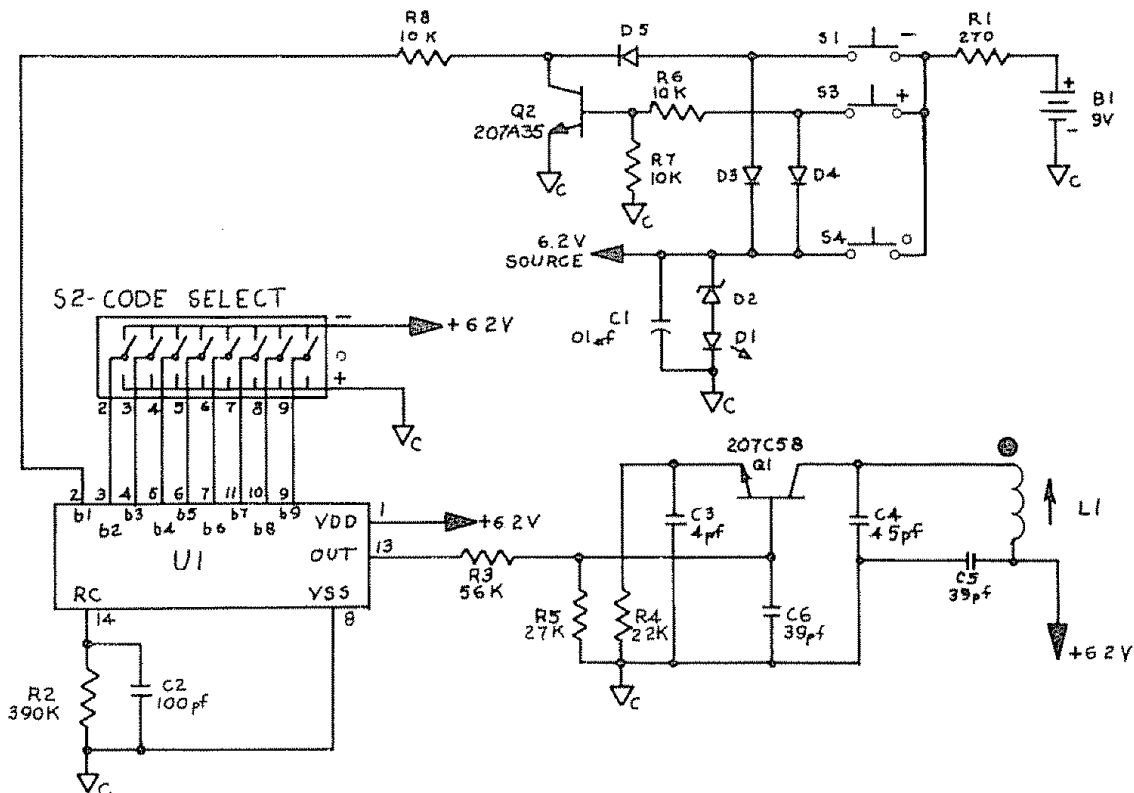 R8
10K
D5
S1
-
R1
270
+
B1
9V
-
C
R6
10K
S3
+
Q2
207A35
C
R7
10K
C
D3
D4
6.2V
SOURCE
S4
o
C1
.01µf
D2
D1
C
S2-CODE SELECT
-
o
+
+6.2V
C
2 3 4 5 6 7 8 9
2 3 4 5 6 7 11 10 9
b1 b2 b3 b4 b5 b6 b7 b8 b9
U1
VDD
1
+6.2V
OUT
13
RC
14
VSS
8
R2
390K
C2
100pf
C
R3
56K
R5
27K
R4
22K
C
C3
4pf
207C58
Q1
C6
39pf
C4
4.5pf
C5
39pf
L1
+6.2V